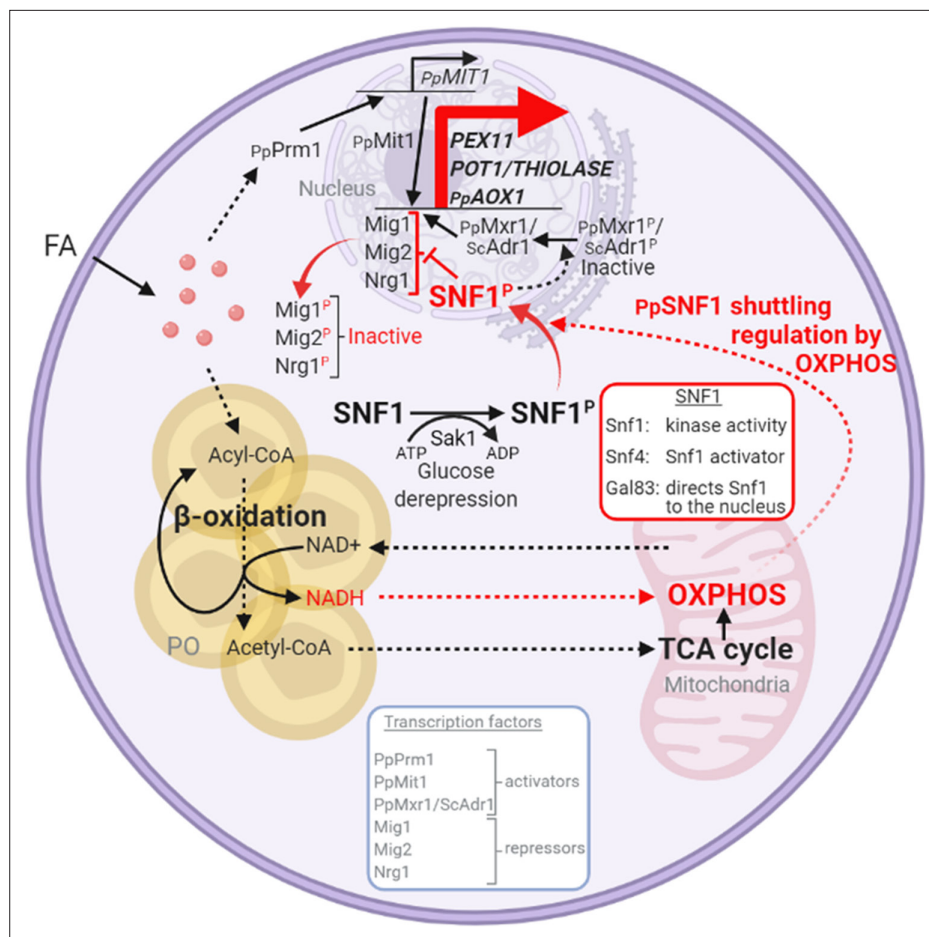 PpMIT1
PpPrm1
PpMit1
PEX11
POT1/THIOLASE
PpAOX1
Nucleus
FA
Mig1
Mig2
Nrg1
PpMxr1/
ScAdr1
PpMxr1ᴾ/
ScAdr1ᴾ
Inactive
SNF1ᴾ
Mig1ᴾ
Mig2ᴾ
Nrg1ᴾ
Inactive
PpSNF1 shuttling
regulation by
OXPHOS
SNF1
SNF1ᴾ
Sak1
ATP
ADP
Glucose
derepression
SNF1
Snf1: kinase activity
Snf4: Snf1 activator
Gal83: directs Snf1
to the nucleus
Acyl-CoA
β-oxidation
NAD+
NADH
OXPHOS
PO
Acetyl-CoA
TCA cycle
Mitochondria
Transcription factors
PpPrm1
PpMit1
PpMxr1/ScAdr1
activators
Mig1
Mig2
Nrg1
repressors